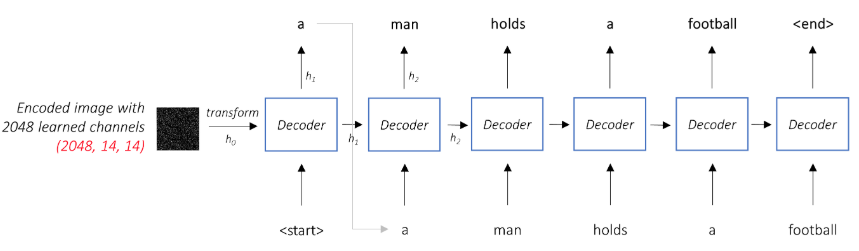 a man holds a football <end>
Encoded image with
2048 learned channels
(2048, 14, 14)
transform
h0
h1
h2
Decoder Decoder Decoder Decoder Decoder Decoder
h1
h2
<start> a man holds a football